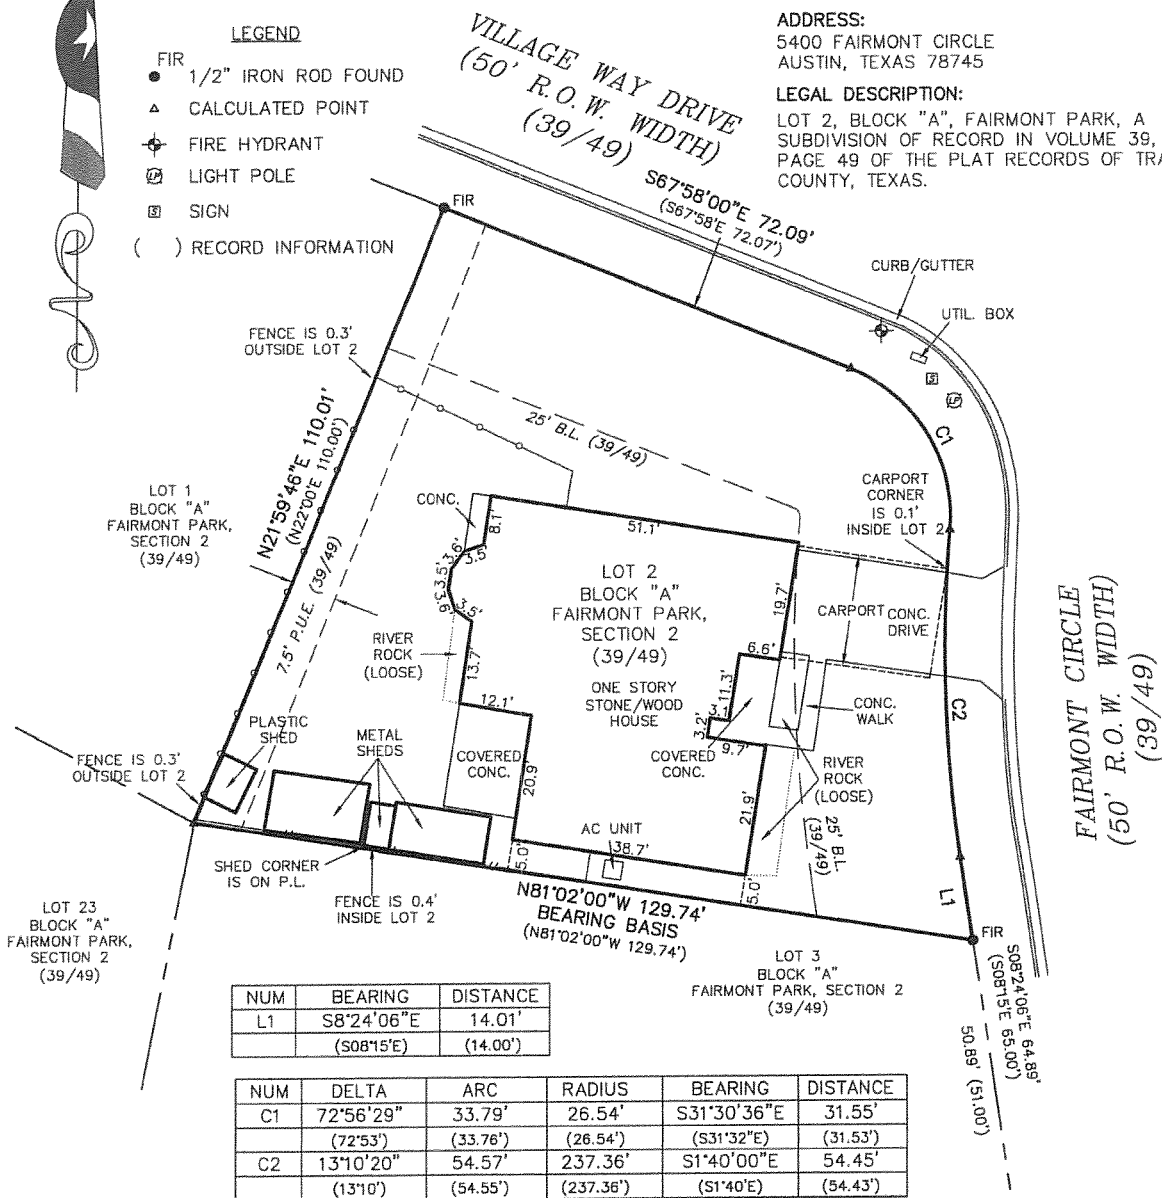 LEGEND
FIR
1/2" IRON ROD FOUND
CALCULATED POINT
FIRE HYDRANT
LP
LIGHT POLE
S
SIGN
( ) RECORD INFORMATION
VILLAGE WAY DRIVE
(50' R.O.W. WIDTH)
(39/49)
ADDRESS:
5400 FAIRMONT CIRCLE
AUSTIN, TEXAS 78745
LEGAL DESCRIPTION:
LOT 2, BLOCK "A", FAIRMONT PARK, A
SUBDIVISION OF RECORD IN VOLUME 39,
PAGE 49 OF THE PLAT RECORDS OF TRA
COUNTY, TEXAS.
FIR
S67°58'00"E 72.09'
(S67°58'E 72.07')
CURB/GUTTER
UTIL. BOX
S
LP
C1
FENCE IS 0.3'
OUTSIDE LOT 2
N21°59'46"E 110.01'
(N22°00'E 110.00')
25' B.L. (39/49)
CARPORT
CORNER
IS 0.1'
INSIDE LOT 2
LOT 1
BLOCK "A"
FAIRMONT PARK,
SECTION 2
(39/49)
7.5' P.U.E. (39/49)
CONC.
8.1'
51.1'
3.5'
3.6'
3.5'
3.6'
3.5'
13.7'
12.1'
20.9'
LOT 2
BLOCK "A"
FAIRMONT PARK,
SECTION 2
(39/49)
ONE STORY
STONE/WOOD
HOUSE
19.7'
6.6'
11.3'
3.1'
3.2'
9.7'
21.9'
CARPORT
CONC.
DRIVE
CONC.
WALK
RIVER
ROCK
(LOOSE)
COVERED
CONC.
RIVER
ROCK
(LOOSE)
25' B.L.
(39/49)
C2
L1
FAIRMONT CIRCLE
(50' R.O.W. WIDTH)
(39/49)
PLASTIC
SHED
METAL
SHEDS
COVERED
CONC.
FENCE IS 0.3'
OUTSIDE LOT 2
AC UNIT
38.7'
5.0'
5.0'
SHED CORNER
IS ON P.L.
FENCE IS 0.4'
INSIDE LOT 2
N81°02'00"W 129.74'
BEARING BASIS
(N81°02'00"W 129.74')
FIR
LOT 23
BLOCK "A"
FAIRMONT PARK,
SECTION 2
(39/49)
LOT 3
BLOCK "A"
FAIRMONT PARK, SECTION 2
(39/49)
S08°24'06"E 64.89'
(S08°15'E 65.00')
50.89' (51.00')
NUM BEARING DISTANCE
L1 S8°24'06"E 14.01'
(S08°15'E) (14.00')
NUM DELTA ARC RADIUS BEARING DISTANCE
C1 72°56'29" 33.79' 26.54' S31°30'36"E 31.55'
(72°53') (33.76') (26.54') (S31°32"E) (31.53')
C2 13°10'20" 54.57' 237.36' S1°40'00"E 54.45'
(13°10') (54.55') (237.36') (S1°40'E) (54.43')